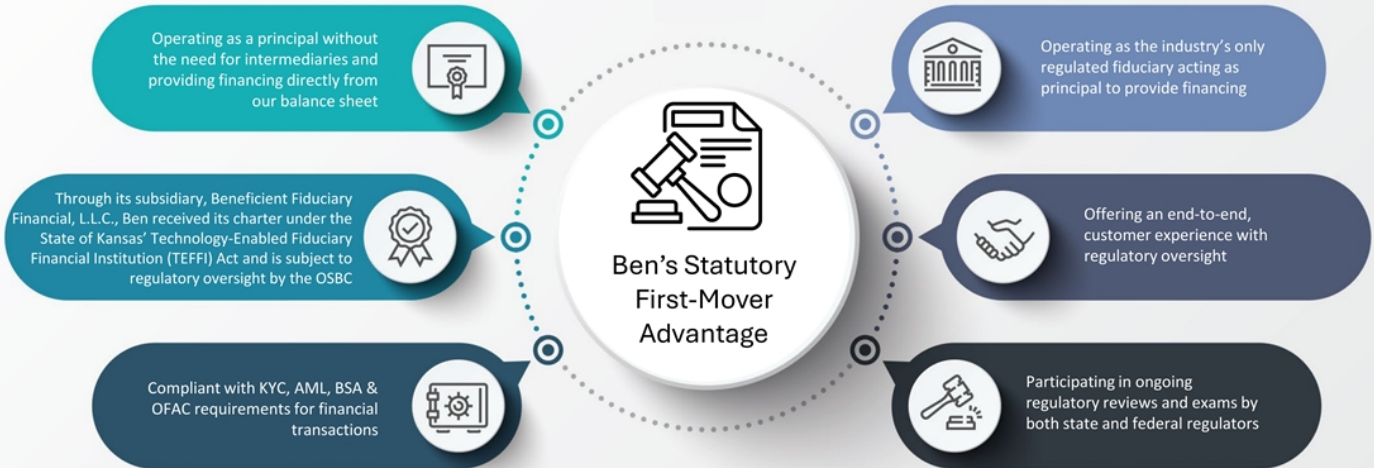 Operating as a principal without
the need for intermediaries and
providing financing directly from
our balance sheet
Through its subsidiary, Beneficient Fiduciary
Financial, L.L.C., Ben received its charter under the
State of Kansas’ Technology-Enabled Fiduciary
Financial Institution (TEFFI) Act and is subject to
regulatory oversight by the OSBC
Compliant with KYC, AML, BSA &
OFAC requirements for financial
transactions
Ben’s Statutory
First-Mover
Advantage
Operating as the industry’s only
regulated fiduciary acting as
principal to provide financing
Offering an end-to-end,
customer experience with
regulatory oversight
Participating in ongoing
regulatory reviews and exams by
both state and federal regulators